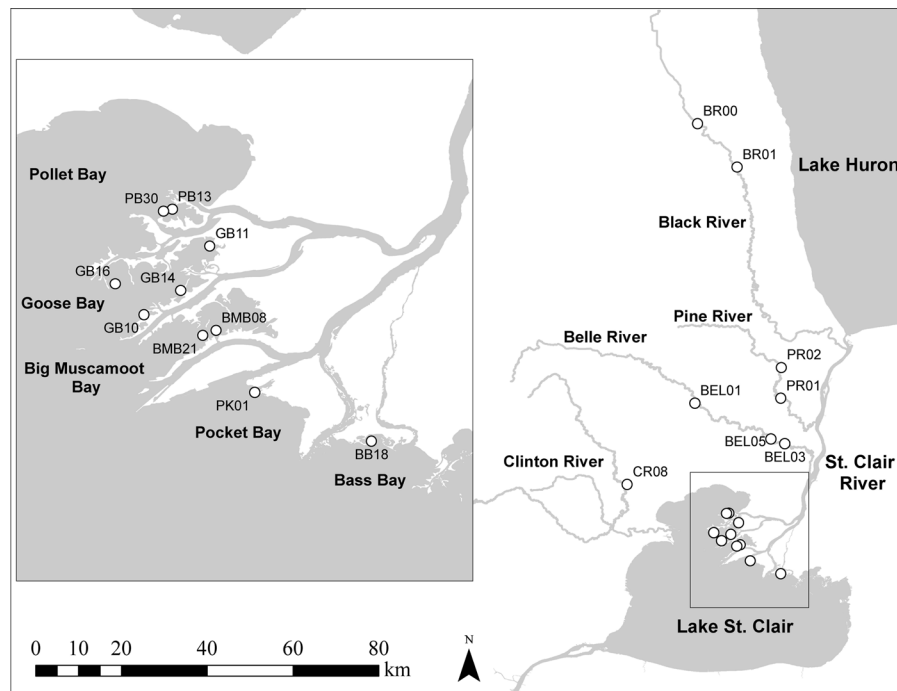 Pollet Bay
PB30
PB13
GB11
GB16
GB14
Goose Bay
GB10
BMB08
BMB21
Big Muscamoot
Bay
PK01
Pocket Bay
BB18
Bass Bay
BR00
BR01
Lake Huron
Black River
Pine River
Belle River
PR02
PR01
BEL01
BEL05
BEL03
St. Clair
River
Clinton River
CR08
Lake St. Clair
0 10 20 40 60 80
km
N